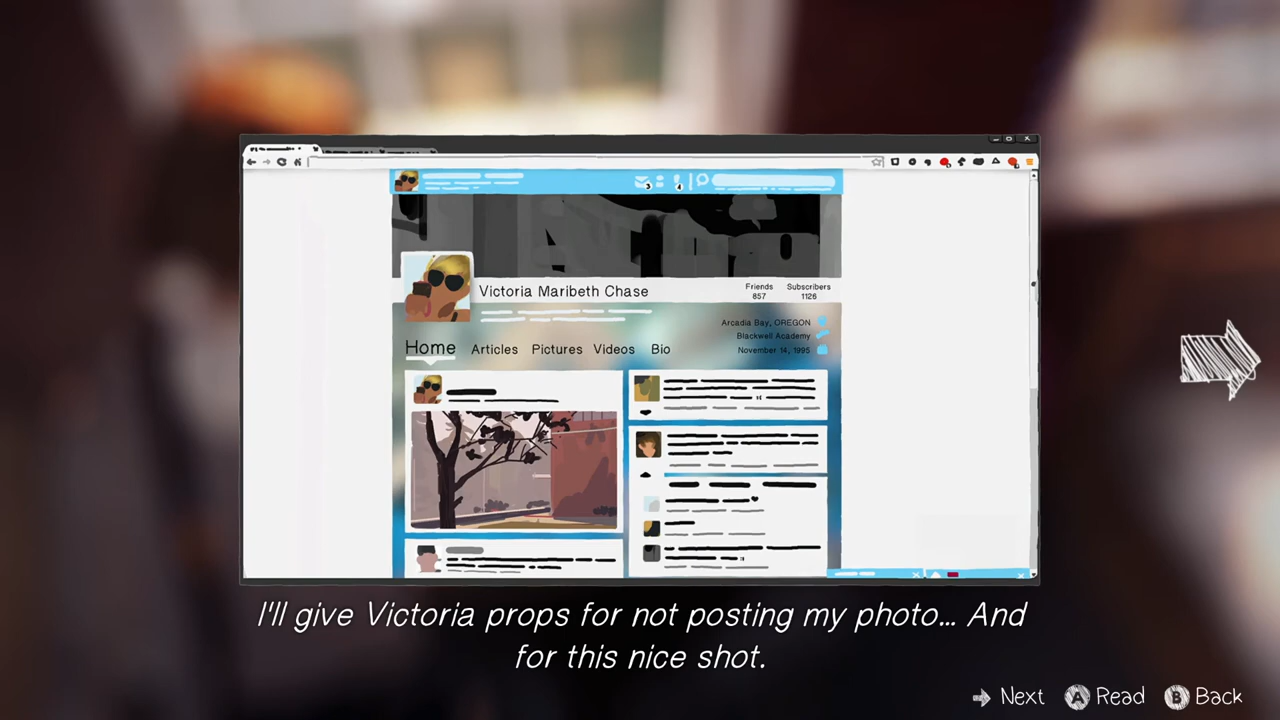 Victoria Maribeth Chase
Friends Subscribers
857 1126
Arcadia Bay, OREGON
Blackwell Academy
November 14, 1995
Home Articles Pictures Videos Bio
I'll give Victoria props for not posting my photo... And
for this nice shot.
Next A Read B Back